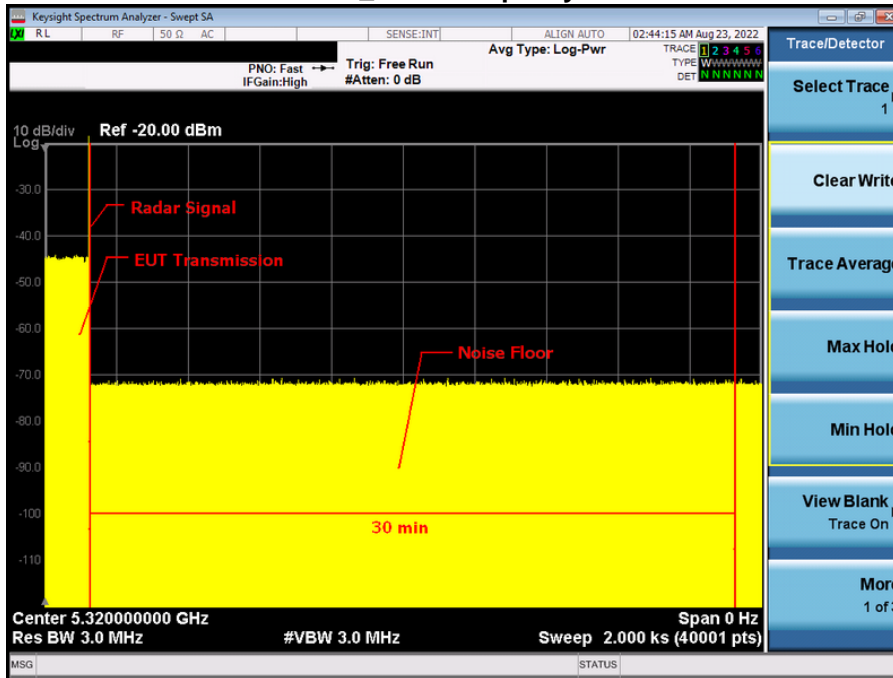 Keysight Spectrum Analyzer - Swept SA
LXI RL RF 50 Ω AC SENSE:INT ALIGN AUTO 02:44:15 AM Aug 23, 2022
Avg Type: Log-Pwr
TRACE 1 2 3 4 5 6
TYPE WWWWWW
DET N N N N N N
PNO: Fast
IFGain:High
Trig: Free Run
#Atten: 0 dB
10 dB/div
Log
Ref -20.00 dBm
-30.0
-40.0
-50.0
-60.0
-70.0
-80.0
-90.0
-100
-110
Radar Signal
EUT Transmission
Noise Floor
30 min
Center 5.320000000 GHz
Span 0 Hz
Res BW 3.0 MHz
#VBW 3.0 MHz
Sweep 2.000 ks (40001 pts)
MSG
STATUS
Trace/Detector
Select Trace
1
Clear Write
Trace Average
Max Hold
Min Hold
View Blank
Trace On
More
1 of 3